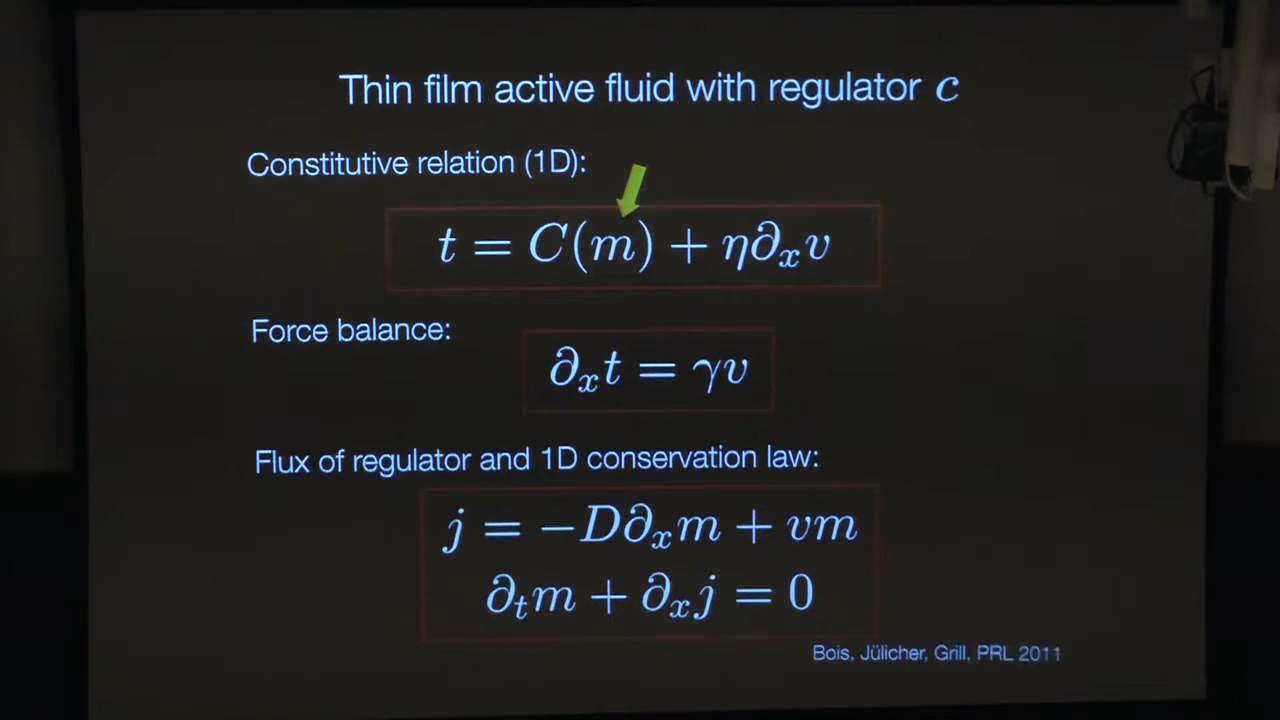 Thin film active fluid with regulator c
Constitutive relation (1D):
t = C(m) + η∂ₓv
Force balance:
∂ₓt = γv
Flux of regulator and 1D conservation law:
j = −D∂ₓm + vm
∂ₜm + ∂ₓj = 0
Bois, Jülicher, Grill, PRL 2011